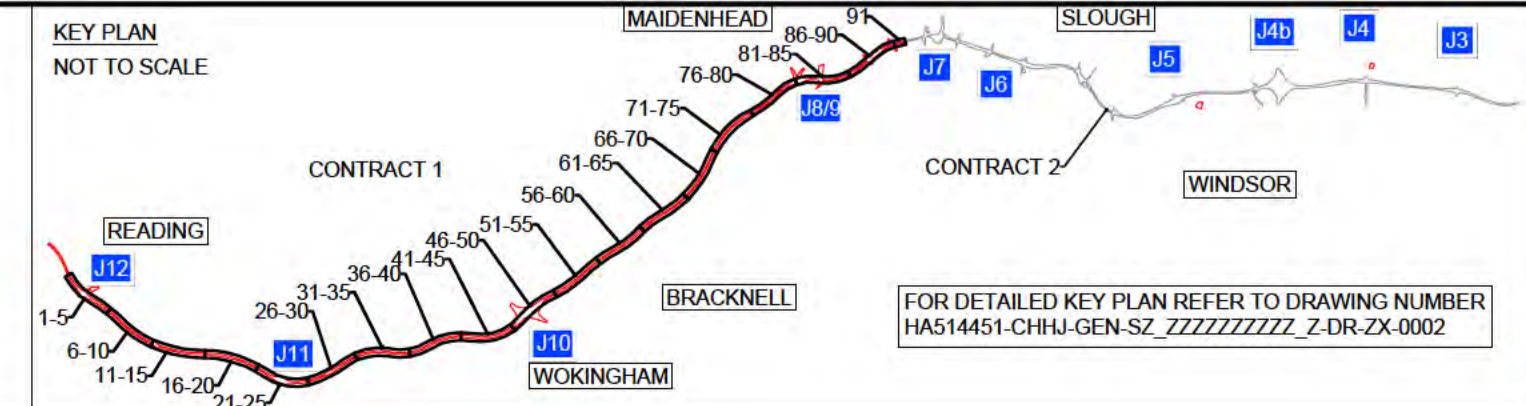 KEY PLAN
NOT TO SCALE
MAIDENHEAD
91
SLOUGH
86-90
81-85
76-80
J8/9
J7
J6
J5
J4b
J4
J3
71-75
66-70
61-65
56-60
51-55
46-50
41-45
36-40
31-35
26-30
CONTRACT 1
CONTRACT 2
WINDSOR
READING
J12
1-5
6-10
11-15
16-20
21-25
J11
J10
WOKINGHAM
BRACKNELL
FOR DETAILED KEY PLAN REFER TO DRAWING NUMBER
HA514451-CHHJ-GEN-SZ_ZZZZZZZZZZ_Z-DR-ZX-0002